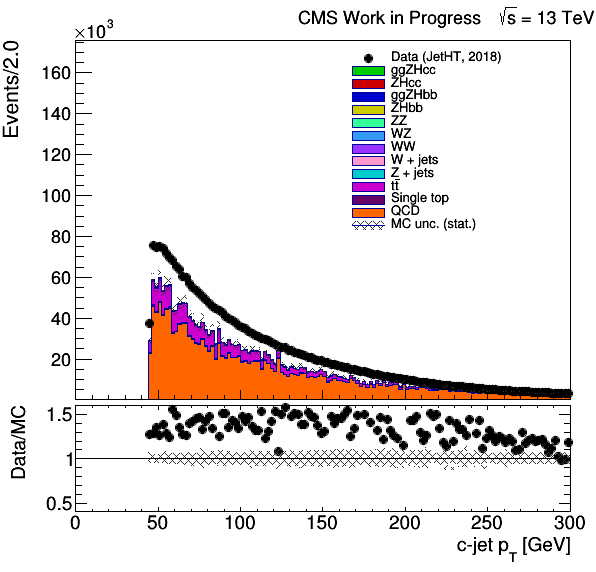 CMS Work in Progress √s = 13 TeV
×10³
Events/2.0
160
140
120
100
80
60
40
20
Data (JetHT, 2018)
ggZHcc
ZHcc
ggZHbb
ZHbb
ZZ
WZ
WW
W + jets
Z + jets
tt̄
Single top
QCD
MC unc. (stat.)
Data/MC
1.5
1
0.5
0 50 100 150 200 250 300
c-jet p_T [GeV]